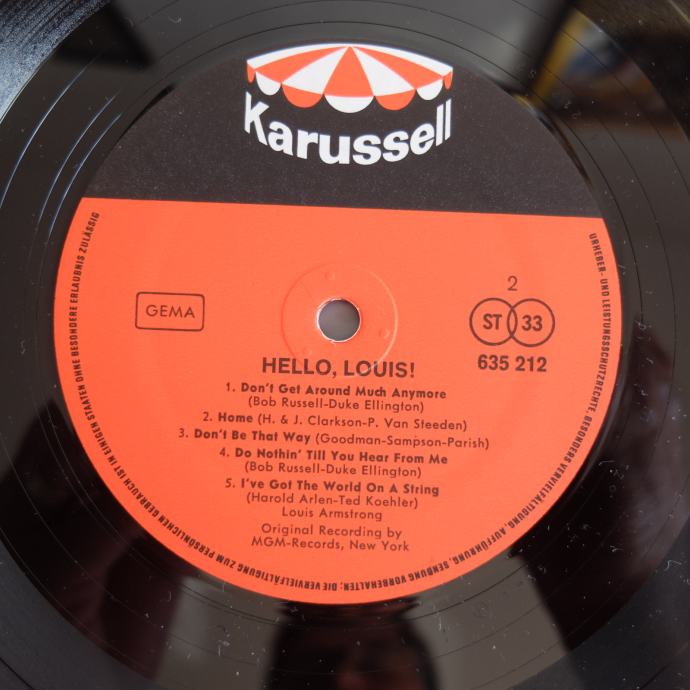 Karussell
GEMA
2
ST 33
635 212
HELLO, LOUIS!
1. Don't Get Around Much Anymore
(Bob Russell-Duke Ellington)
2. Home (H. & J. Clarkson-P. Van Steeden)
3. Don't Be That Way (Goodman-Sampson-Parish)
4. Do Nothin' Till You Hear From Me
(Bob Russell-Duke Ellington)
5. I've Got The World On A String
(Harold Arlen-Ted Koehler)
Louis Armstrong
Original Recording by
MGM-Records, New York
URHEBER- UND LEISTUNGSSCHUTZRECHTE, BESONDERS VERVIELFÄLTIGUNG, AUFFÜHRUNG, SENDUNG VORBEHALTEN; DIE VERVIELFÄLTIGUNG ZUM PERSÖNLICHEN GEBRAUCH IST IN EINIGEN STAATEN OHNE BESONDERE ERLAUBNIS ZULÄSSIG